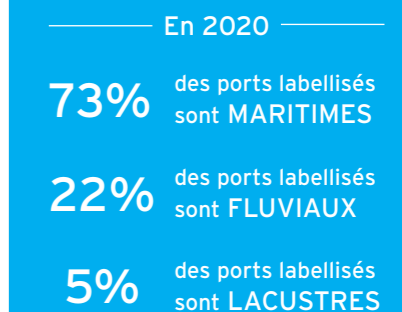 En 2020
73% des ports labellisés
sont MARITIMES
22% des ports labellisés
sont FLUVIAUX
5% des ports labellisés
sont LACUSTRES